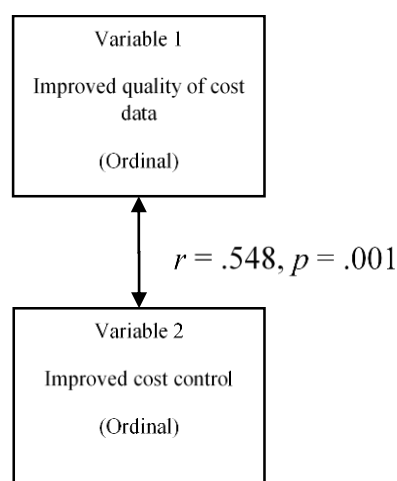 Variable 1
Improved quality of cost
data
(Ordinal)
r = .548, p = .001
Variable 2
Improved cost control
(Ordinal)